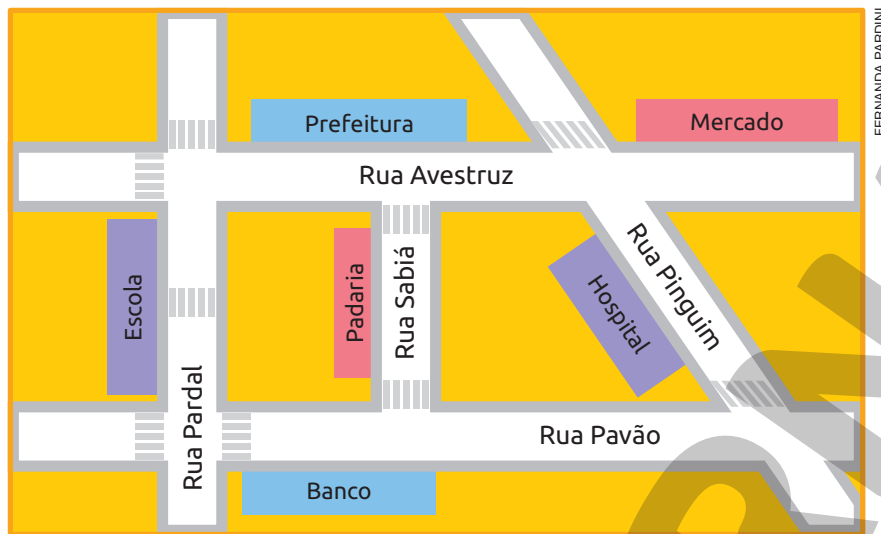 FERNANDA PARDINI
Prefeitura
Mercado
Rua Avestruz
Escola
Padaria
Rua Sabiá
Hospital
Rua Pinguim
Rua Pardal
Rua Pavão
Banco